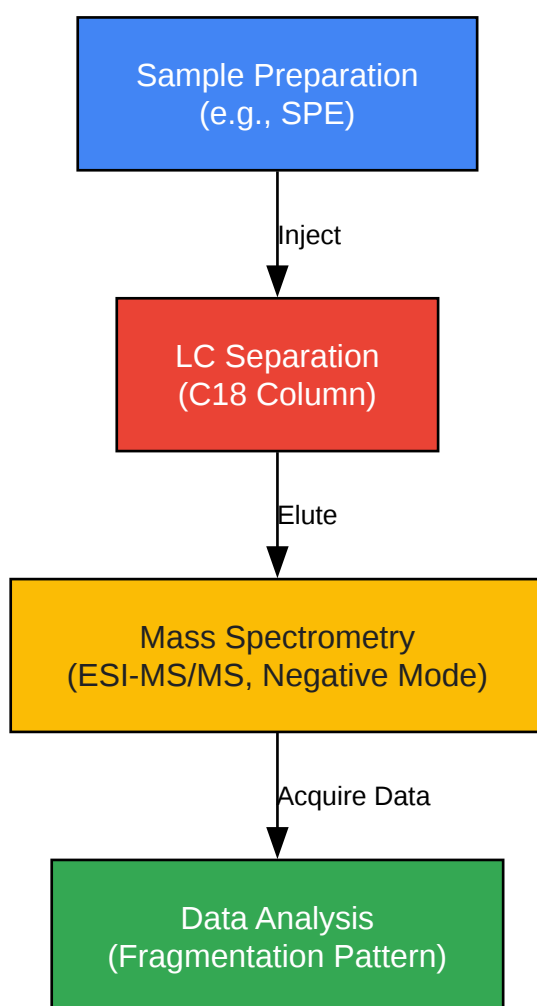 Sample Preparation
(e.g., SPE)
Inject
LC Separation
(C18 Column)
Elute
Mass Spectrometry
(ESI-MS/MS, Negative Mode)
Acquire Data
Data Analysis
(Fragmentation Pattern)